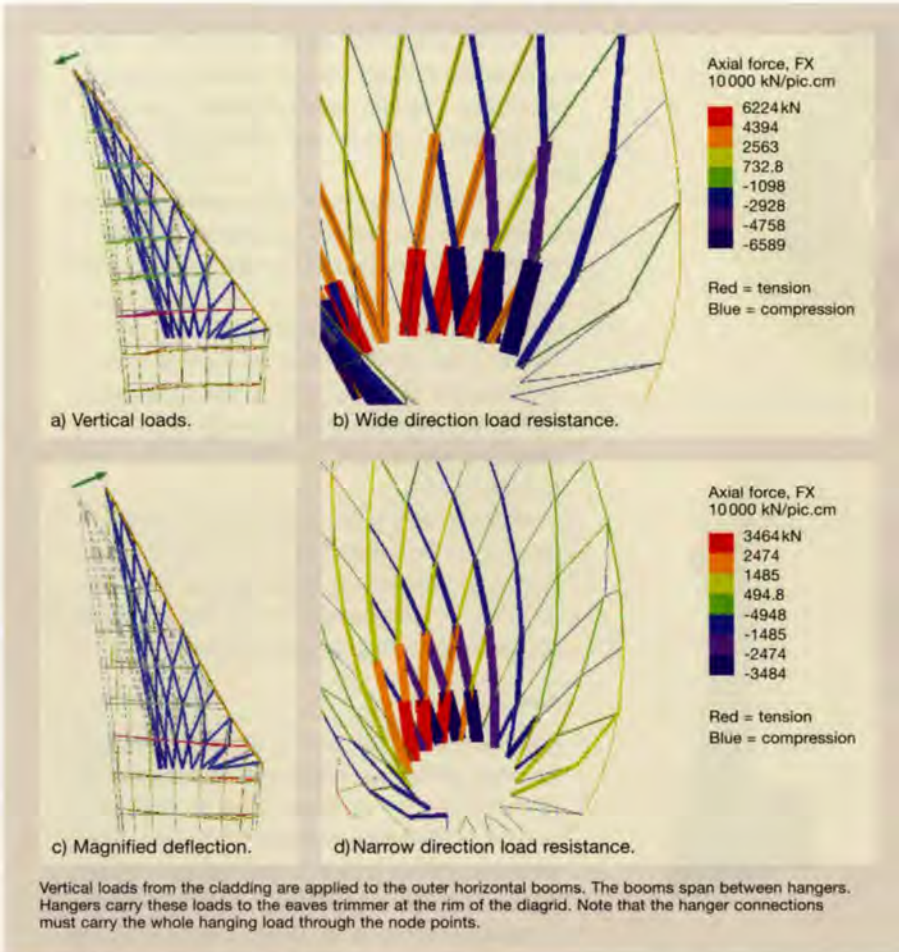 Axial force, FX
10 000 kN/pic.cm
6224 kN
4394
2563
732.8
-1098
-2928
-4758
-6589
Red = tension
Blue = compression
a) Vertical loads.
b) Wide direction load resistance.
Axial force, FX
10 000 kN/pic.cm
3464 kN
2474
1485
494.8
-4948
-1485
-2474
-3484
Red = tension
Blue = compression
c) Magnified deflection.
d) Narrow direction load resistance.
Vertical loads from the cladding are applied to the outer horizontal booms. The booms span between hangers.
Hangers carry these loads to the eaves trimmer at the rim of the diagrid. Note that the hanger connections
must carry the whole hanging load through the node points.